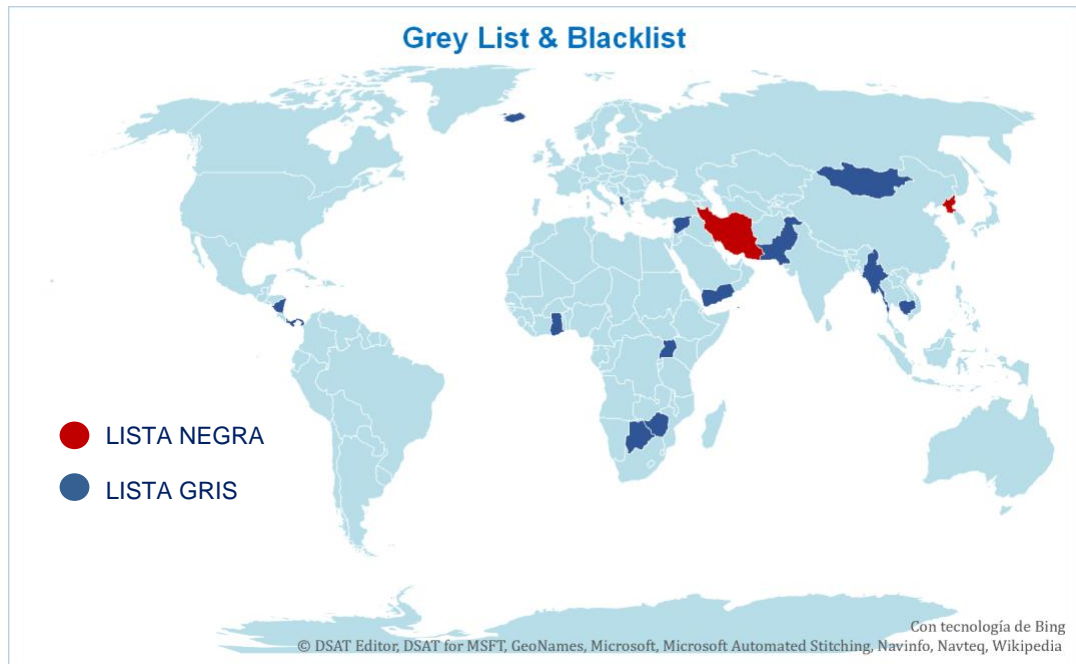 Grey List & Blacklist
LISTA NEGRA
LISTA GRIS
Con tecnología de Bing
© DSAT Editor, DSAT for MSFT, GeoNames, Microsoft, Microsoft Automated Stitching, Navinfo, Navteq, Wikipedia